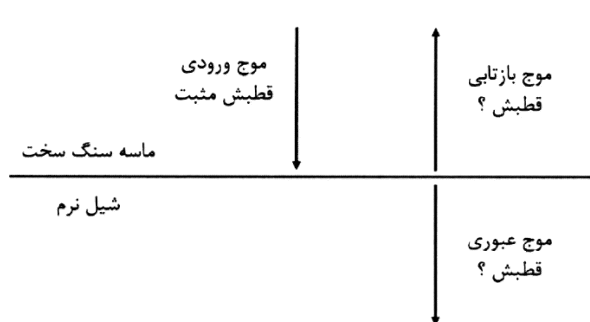 موج ورودی
قطبش مثبت
موج بازتابی
قطبش ؟
ماسه سنگ سخت
شیل نرم
موج عبوری
قطبش ؟